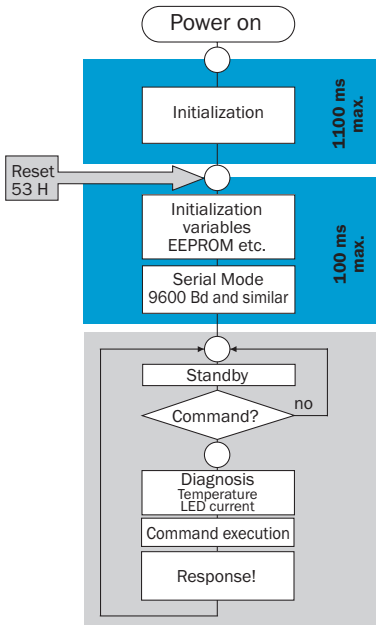 Power on
Initialization
1100 ms
max.
Reset
53 H
Initialization
variables
EEPROM etc.
Serial Mode
9600 Bd and similar
100 ms
max.
Standby
Command?
no
Diagnosis
Temperature
LED current
Command execution
Response!